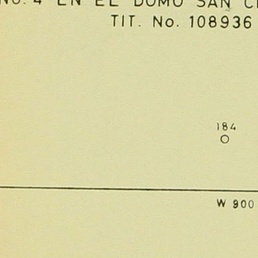 No. 4 EN EL DOMO SAN
TIT. No. 108936
184
W 900